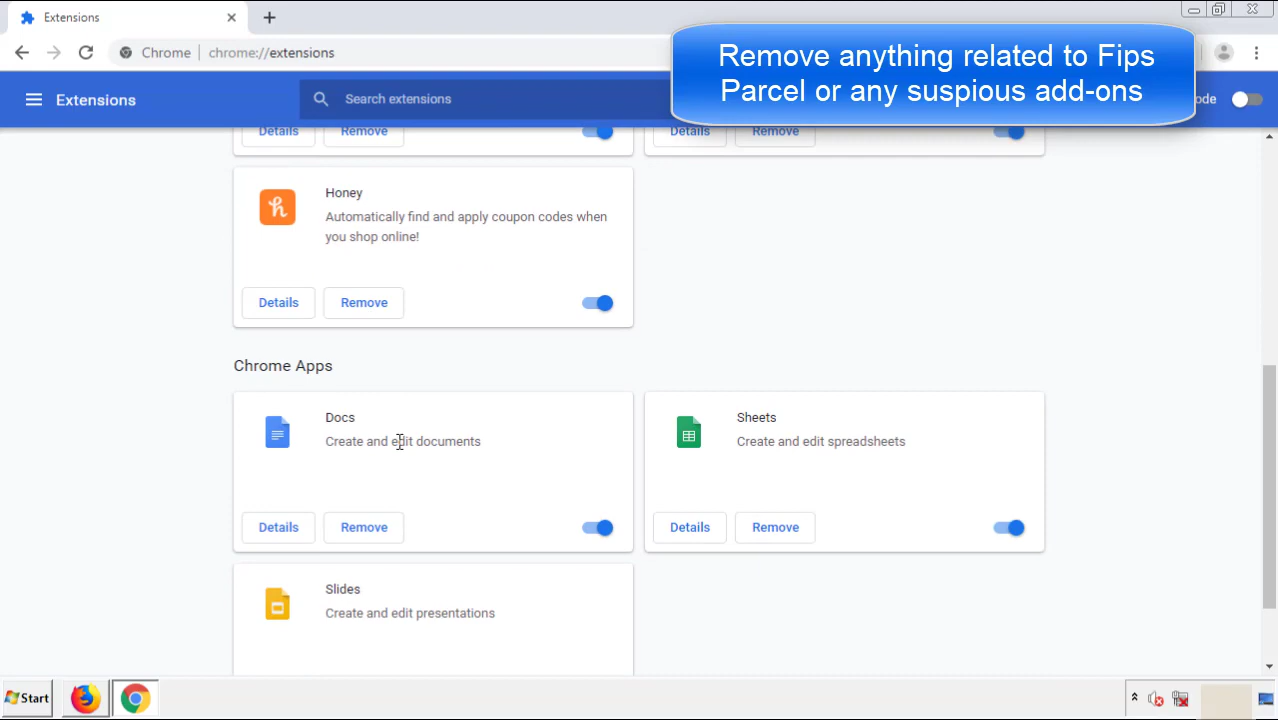 Extensions
Chrome
chrome://extensions
Remove anything related to Fips
Parcel or any suspious add-ons
Extensions
Search extensions
ode
Details
Remove
Details
Remove
Honey
Automatically find and apply coupon codes when
you shop online!
Details
Remove
Chrome Apps
Docs
Create and edit documents
Details
Remove
Sheets
Create and edit spreadsheets
Details
Remove
Slides
Create and edit presentations
Start